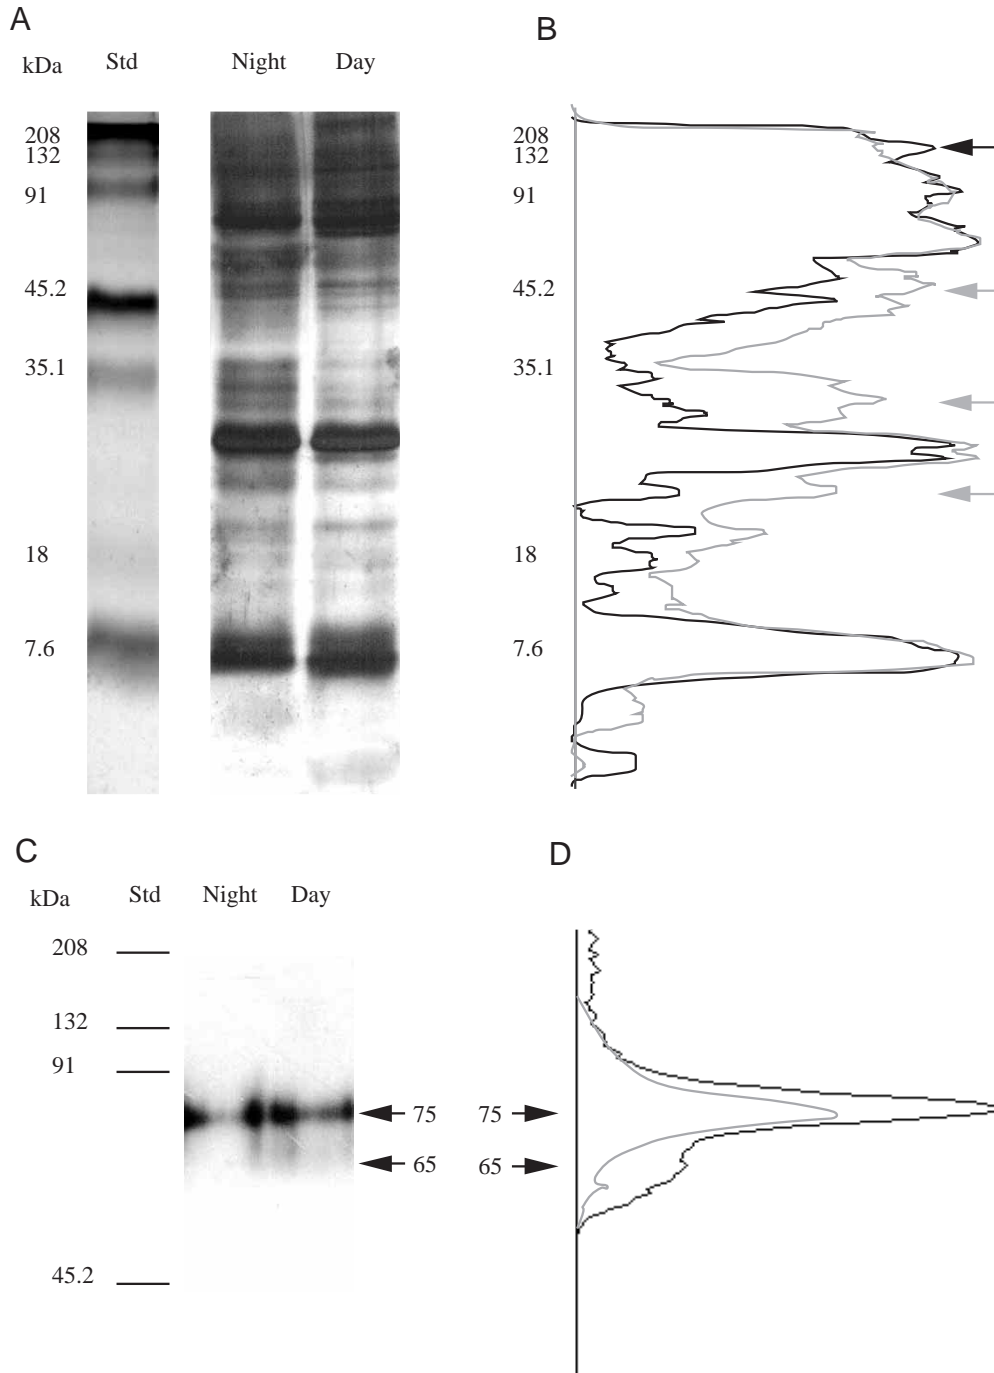 A
B
kDa Std Night Day
208 208
132 132
91 91
45.2 45.2
35.1 35.1
18 18
7.6 7.6
C
D
kDa Std Night Day
208
132
91
75 75
65 65
45.2